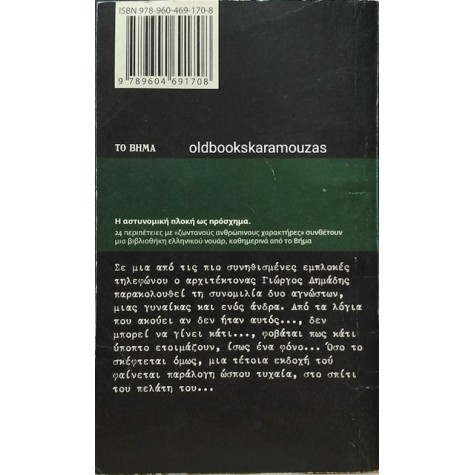 ISBN 978-960-469-170-8
9 789604 691708
ΤΟ ΒΗΜΑ
oldbookskaramouzas
Η αστυνομική πλοκή ως πρόσχημα.
24 περιπέτειες με «ζωντανούς ανθρώπινους χαρακτήρες» συνθέτουν
μια βιβλιοθήκη ελληνικού νουάρ, καθημερινά από το Βήμα
Σε μια από τις πιο συνηθισμένες εμπλοκές
τηλεφώνου ο αρχιτέκτονας Γιώργος Δημάδης
παρακολουθεί τη συνομιλία δυο αγνώστων,
μιας γυναίκας και ενός άνδρα. Από τα λόγια
που ακούει αν δεν ήταν αυτός..., δεν
μπορεί να γίνει κάτι..., φοβάται πως κάτι
ύποπτο ετοιμάζουν, ίσως ένα φόνο... Όσο το
σκέφτεται όμως, μια τέτοια εκδοχή τού
φαίνεται παράλογη ώσπου τυχαία, στο σπίτι
του πελάτη του...